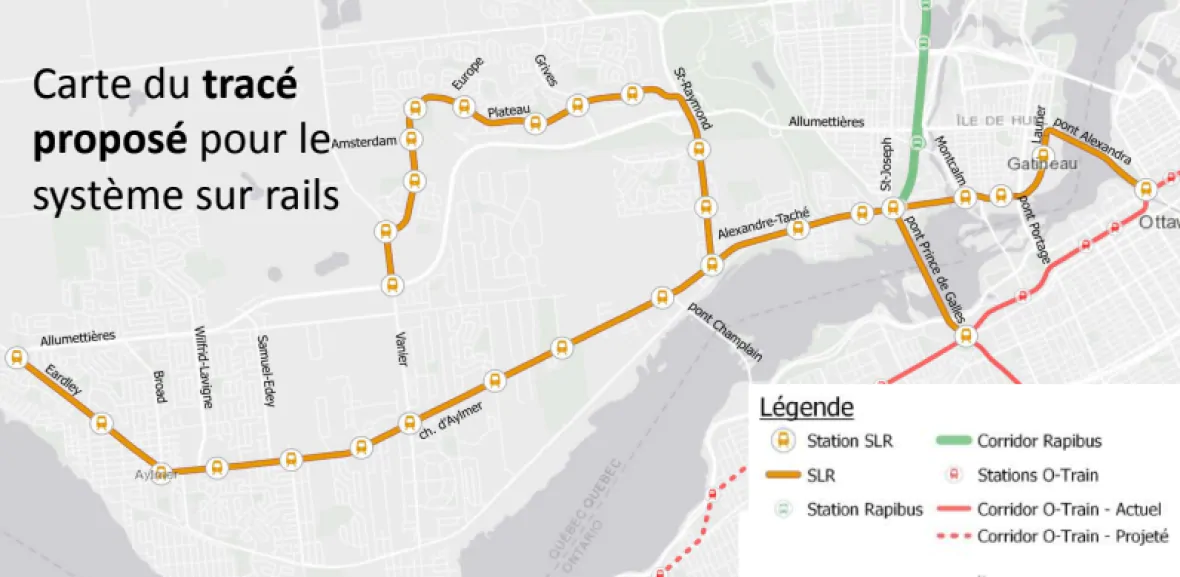 Carte du tracé
proposé pour le
système sur rails
Europe
Grives
Plateau
Amsterdam
St-Raymond
Allumettières
ÎLE DE HU
Laurier
pont Alexandra
Gatineau
Montcalm
St-Joseph
Alexandre-Taché
pont Portage
Ottaw
pont Prince de Galles
pont Champlain
Allumettières
Wilfrid-Lavigne
Samuel-Edey
Vanier
Broad
Eardley
Aylmer
ch. d'Aylmer
QUÉBEC QUEBEC
ONTARIO
Légende
Station SLR
SLR
Station Rapibus
Corridor Rapibus
Stations O-Train
Corridor O-Train - Actuel
Corridor O-Train - Projeté